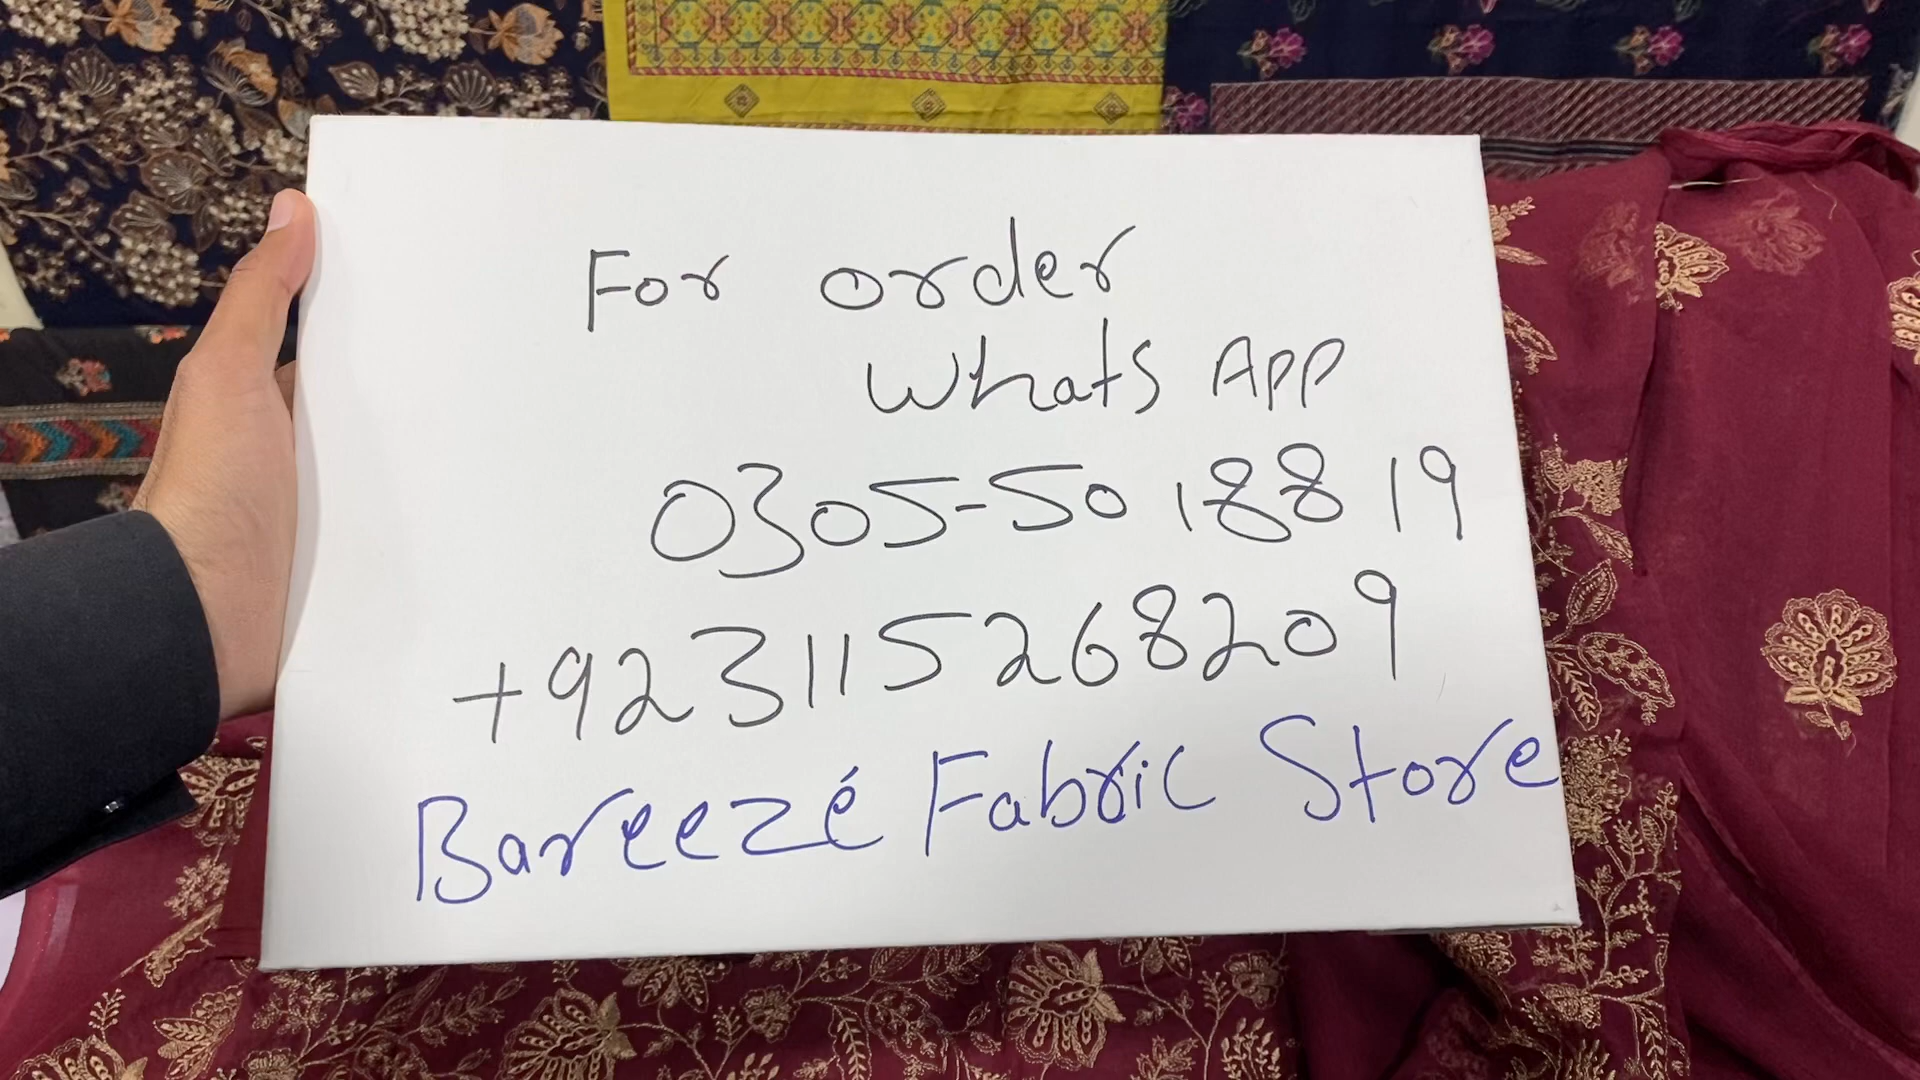 For order
Whats App
0305-5018819
+923115268209
Bareezé Fabric Store